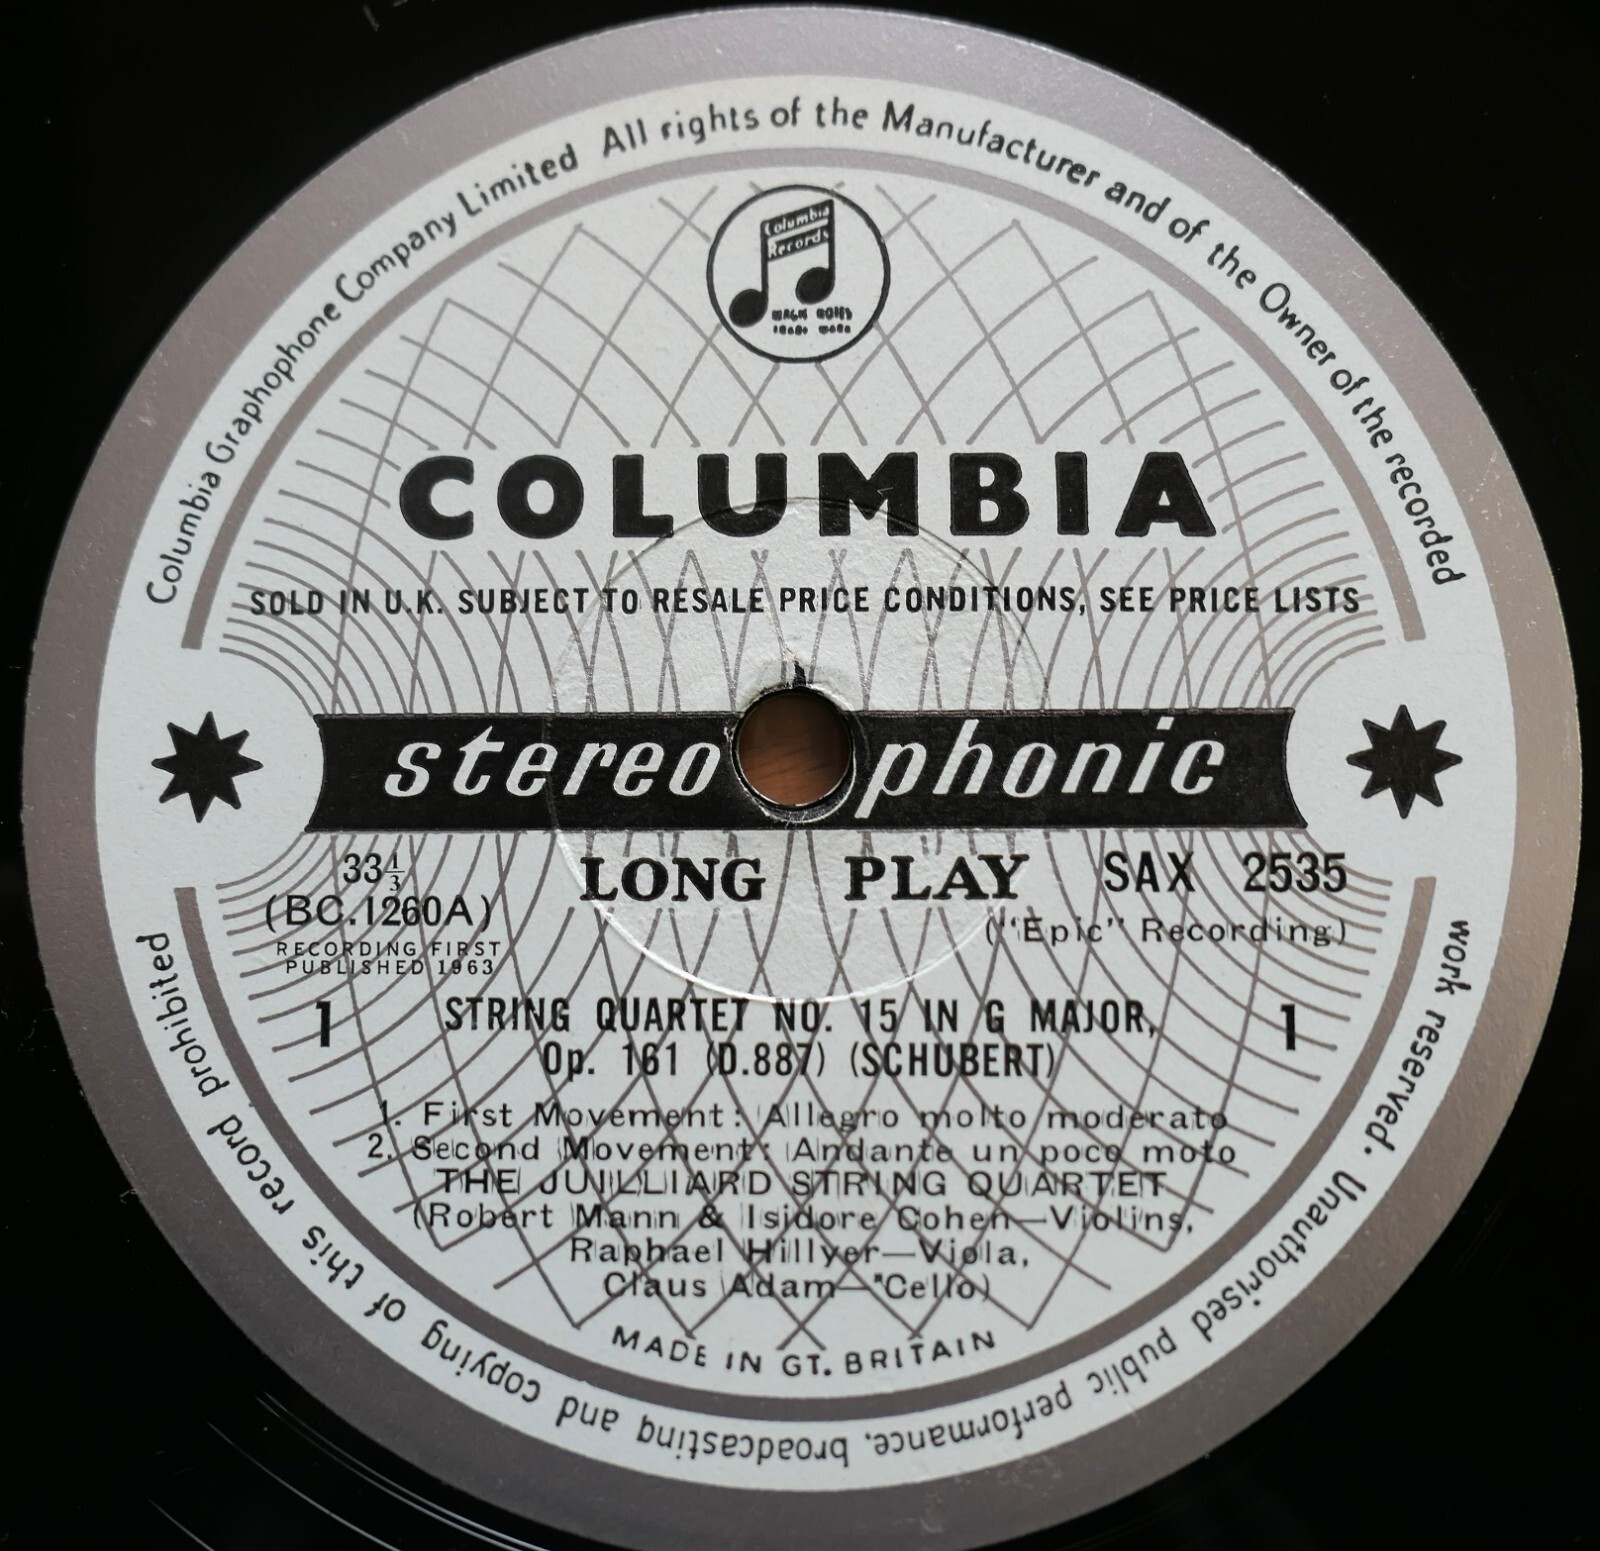 Columbia Graphophone Company Limited All rights of the Manufacturer and of the Owner of the recorded
work reserved. Unauthorised public performance, broadcasting and copying of this record prohibited
Columbia
Records
MAGIC NOTES
TRADE MARK
COLUMBIA
SOLD IN U.K. SUBJECT TO RESALE PRICE CONDITIONS, SEE PRICE LISTS
stereo phonic
33⅓ LONG PLAY SAX 2535
(BC.1260A) ("Epic" Recording)
RECORDING FIRST
PUBLISHED 1963
1 STRING QUARTET NO. 15 IN G MAJOR, 1
Op. 161 (D.887) (SCHUBERT)
1. First Movement: Allegro molto moderato
2. Second Movement: Andante un poco moto
THE JUILLIARD STRING QUARTET
(Robert Mann & Isidore Cohen—Violins,
Raphael Hillyer—Viola,
Claus Adam—'Cello)
MADE IN GT. BRITAIN